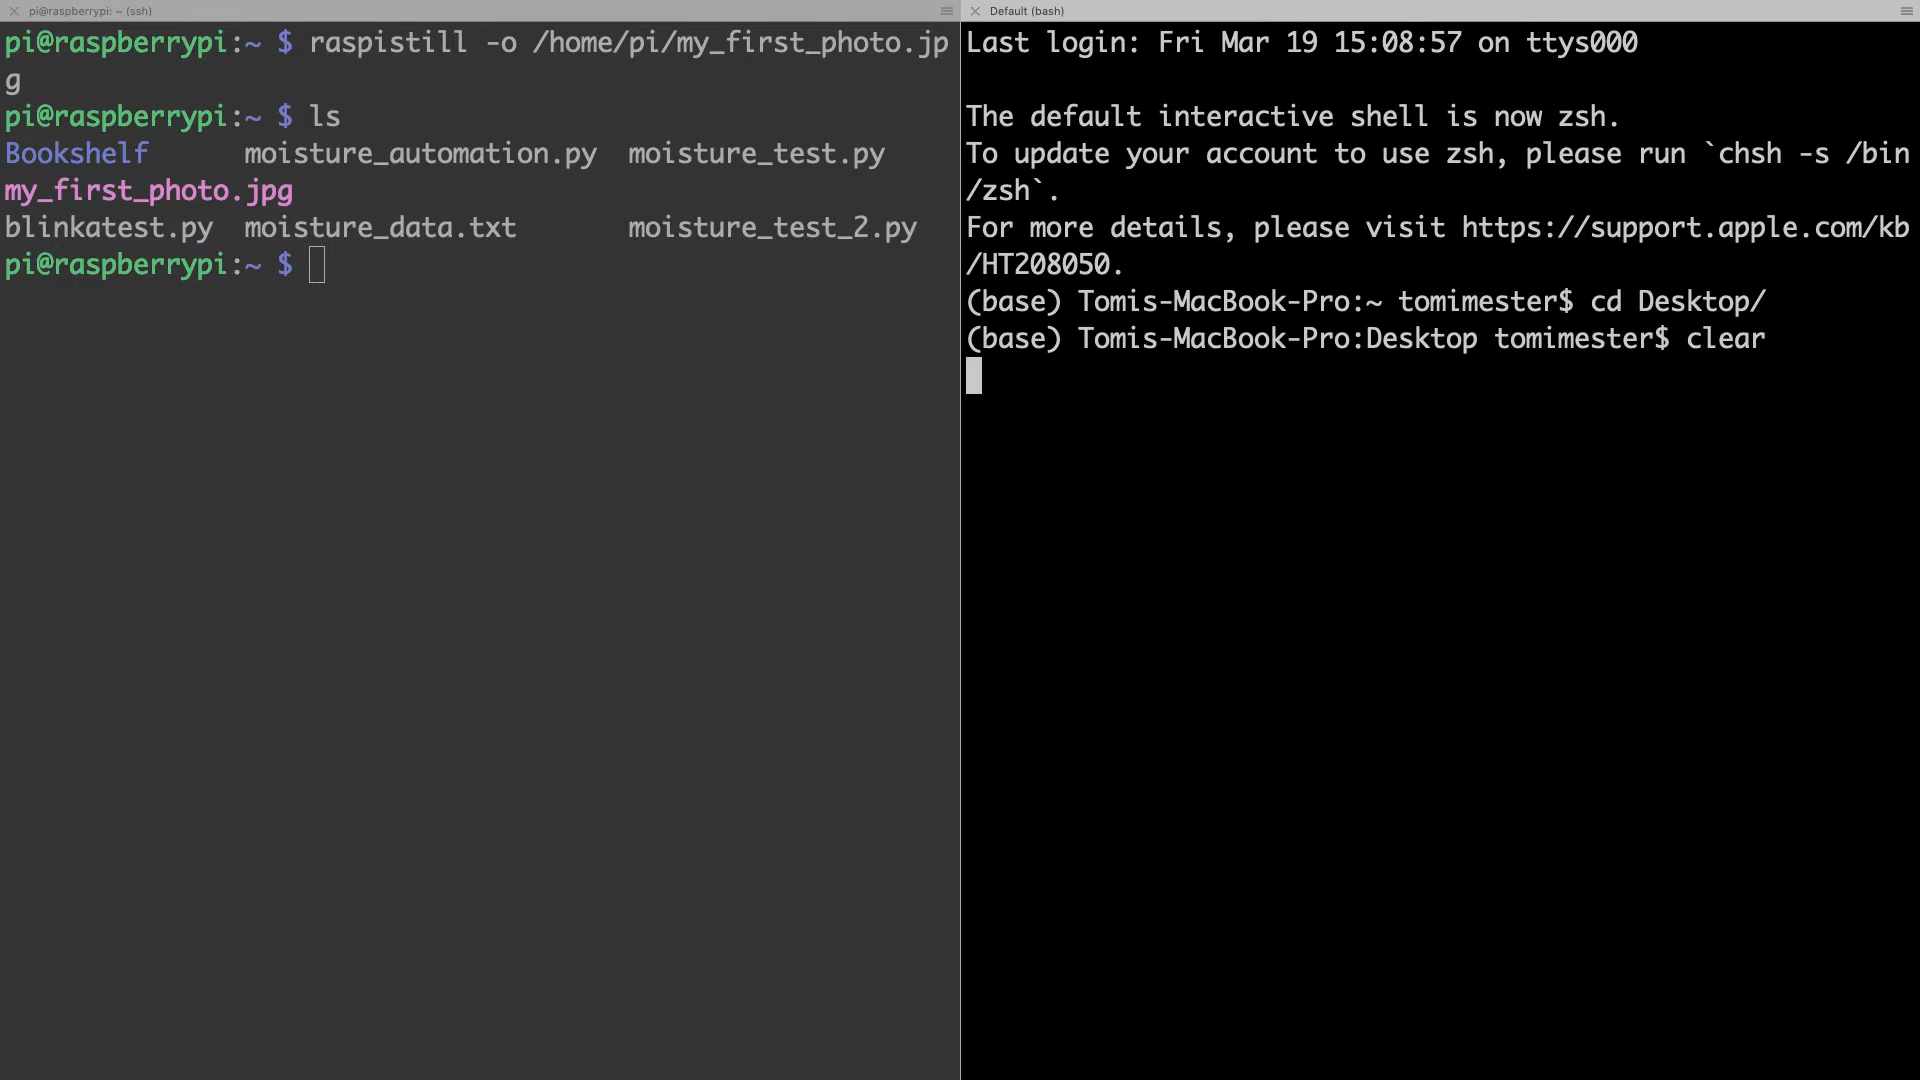 pi@raspberrypi: ~ (ssh)
pi@raspberrypi:~ $ raspistill -o /home/pi/my_first_photo.jp
g
pi@raspberrypi:~ $ ls
Bookshelf      moisture_automation.py  moisture_test.py
my_first_photo.jpg
blinkatest.py  moisture_data.txt       moisture_test_2.py
pi@raspberrypi:~ $
Default (bash)
Last login: Fri Mar 19 15:08:57 on ttys000
The default interactive shell is now zsh.
To update your account to use zsh, please run `chsh -s /bin
/zsh`.
For more details, please visit https://support.apple.com/kb
/HT208050.
(base) Tomis-MacBook-Pro:~ tomimester$ cd Desktop/
(base) Tomis-MacBook-Pro:Desktop tomimester$ clear